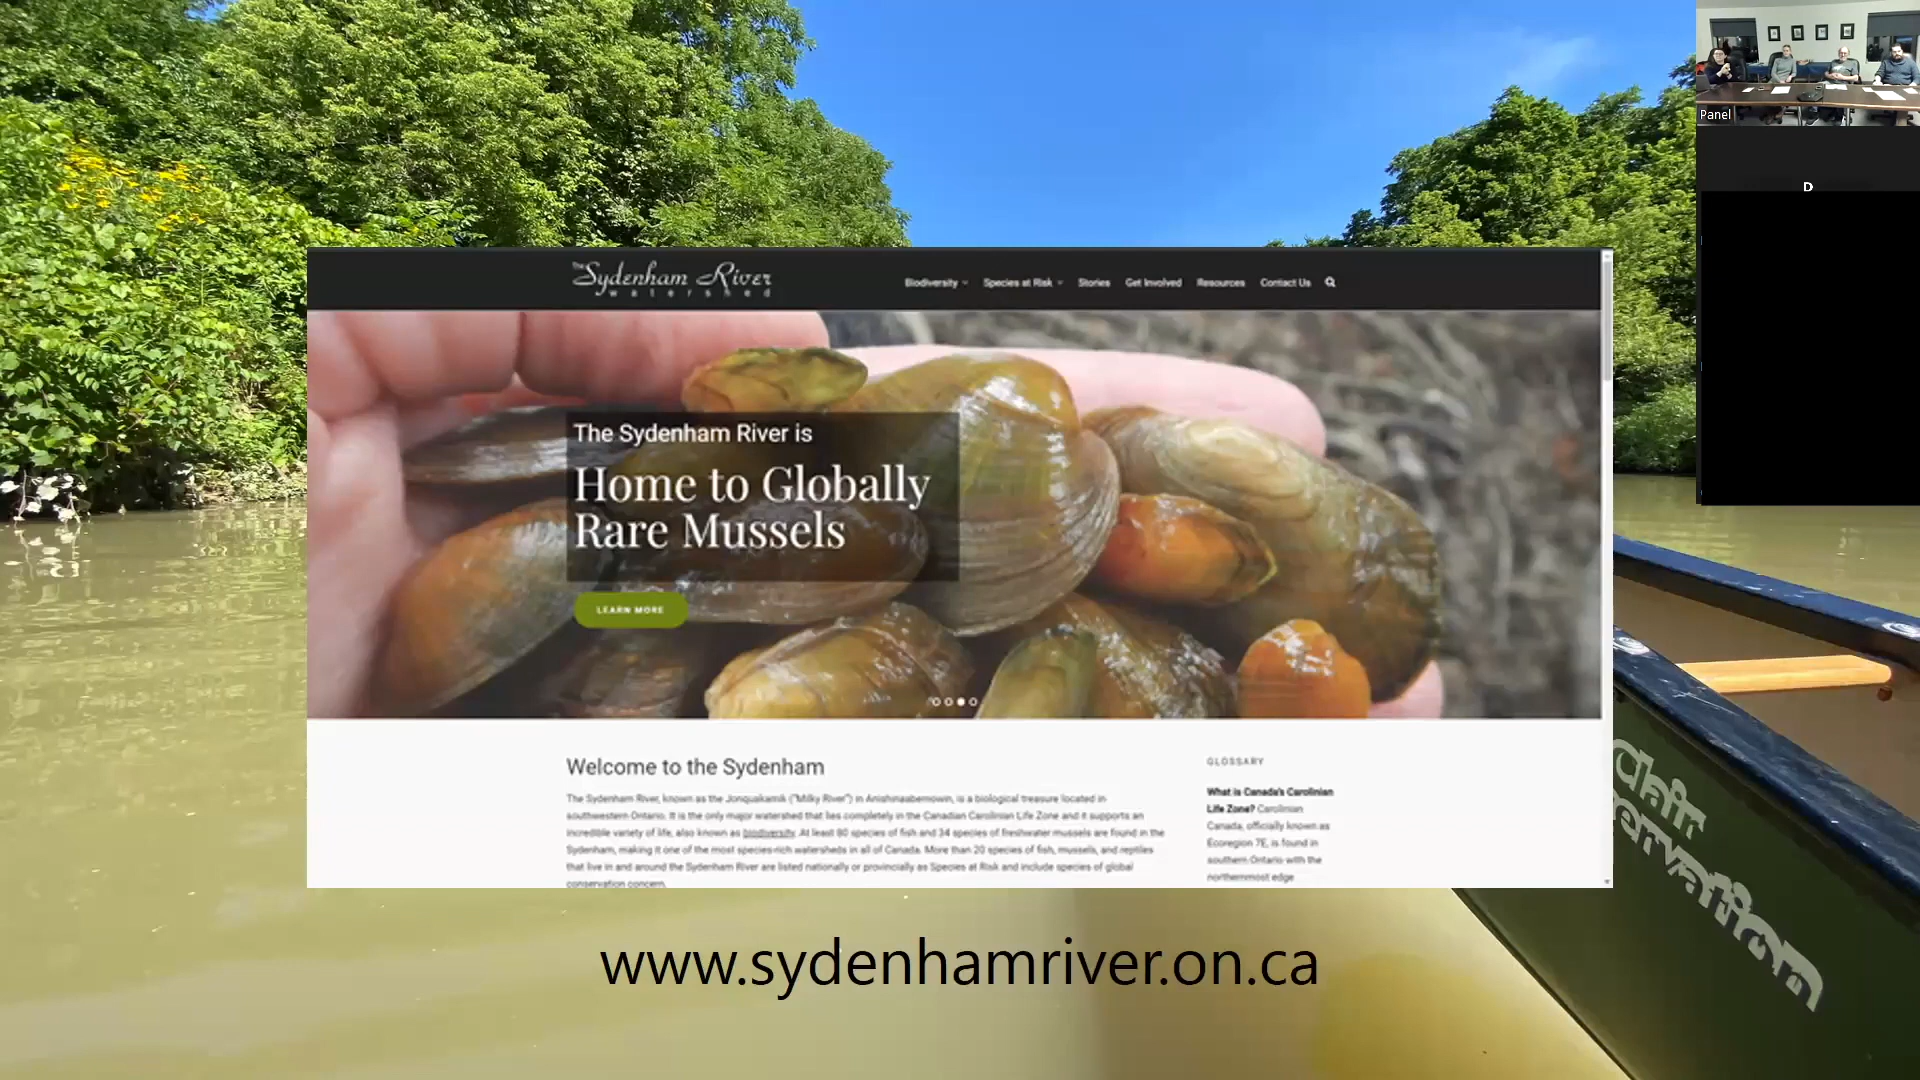 Panel
D
The Sydenham River
watershed
Biodiversity Species at Risk Stories Get Involved Resources Contact Us
The Sydenham River is
Home to Globally
Rare Mussels
LEARN MORE
Welcome to the Sydenham
The Sydenham River, known as the Jonquakamik ("Milky River") in Anishnaabemowin, is a biological treasure located in
southwestern Ontario. It is the only major watershed that lies completely in the Canadian Carolinian Life Zone and it supports an
incredible variety of life, also known as biodiversity. At least 80 species of fish and 34 species of freshwater mussels are found in the
Sydenham, making it one of the most species-rich watersheds in all of Canada. More than 20 species of fish, mussels, and reptiles
that live in and around the Sydenham River are listed nationally or provincially as Species at Risk and include species of global
conservation concern.
GLOSSARY
What is Canada's Carolinian
Life Zone? Carolinian
Canada, officially known as
Ecoregion 7E, is found in
southern Ontario with the
northernmost edge
Clair
www.sydenhamriver.on.ca